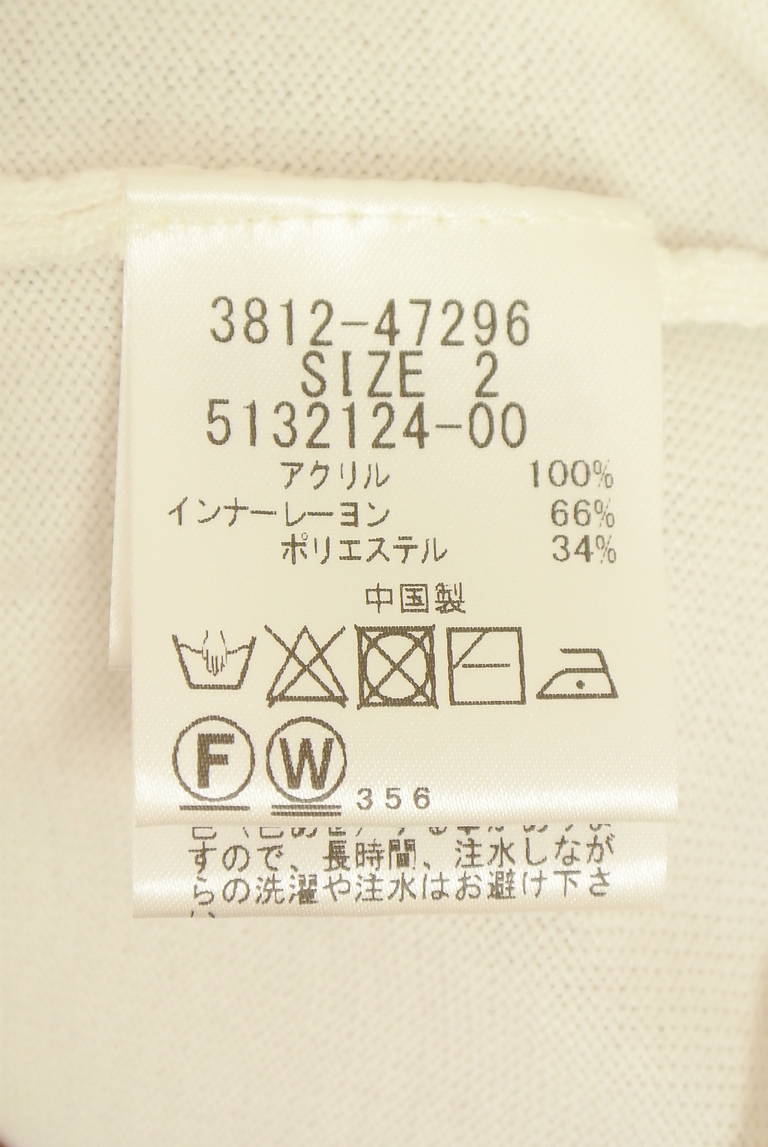 3812-47296
SIZE 2
5132124-00
アクリル 100%
インナーレーヨン 66%
ポリエステル 34%
中国製
F W 356
すので、長時間、注水しなが
らの洗濯や注水はお避け下さ